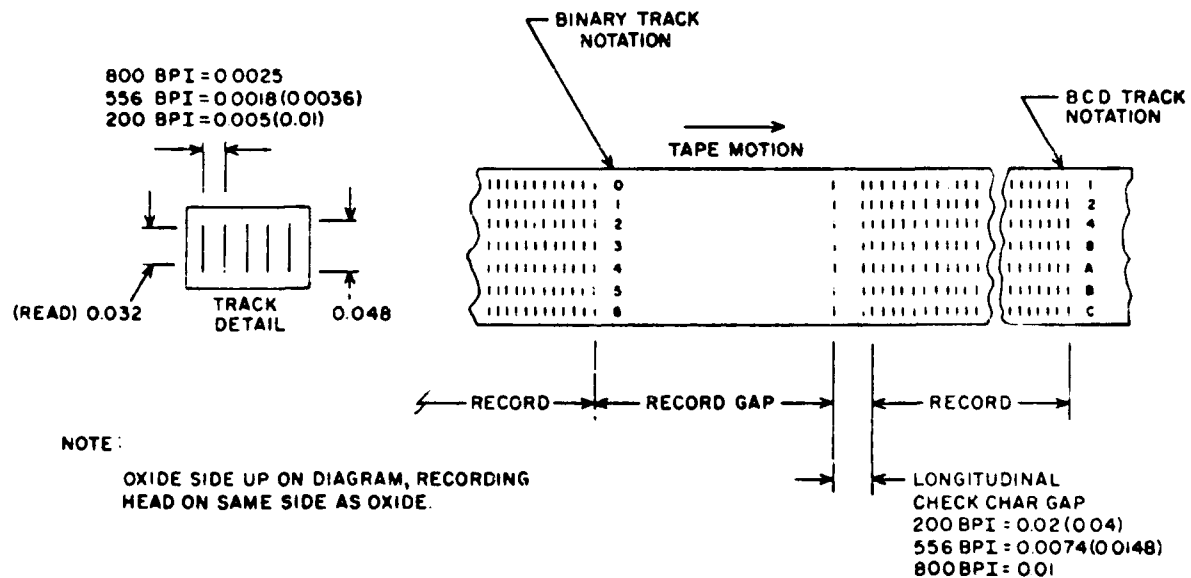 BINARY TRACK
NOTATION
800 BPI = 0.0025
556 BPI = 0.0018(0.0036)
200 BPI = 0.005(0.01)
BCD TRACK
NOTATION
TAPE MOTION
0
1
2
3
4
5
6
1
2
4
8
A
B
C
(READ) 0.032
TRACK
DETAIL
0.048
RECORD
RECORD GAP
RECORD
NOTE:
OXIDE SIDE UP ON DIAGRAM, RECORDING
HEAD ON SAME SIDE AS OXIDE.
LONGITUDINAL
CHECK CHAR GAP
200 BPI = 0.02(0.04)
556 BPI = 0.0074(0.0148)
800 BPI = 0.01